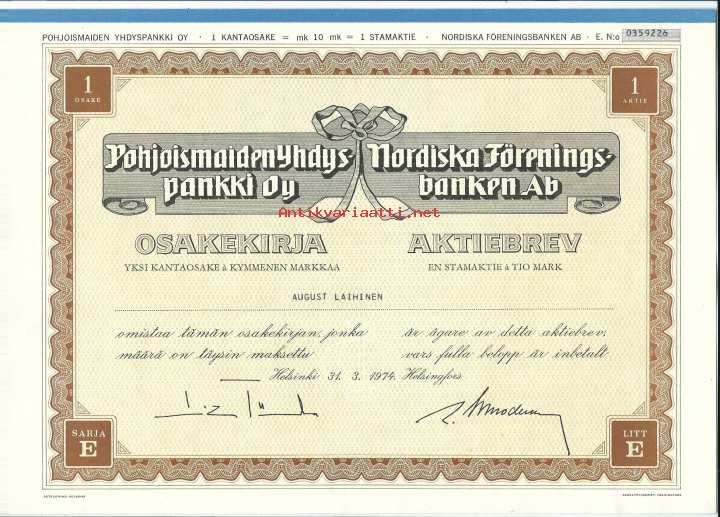 POHJOISMAIDEN YHDYSPANKKI OY · 1 KANTAOSAKE = mk 10 mk = 1 STAMAKTIE · NORDISKA FÖRENINGSBANKEN AB · E. N:o 0359226
1 OSAKE
1 AKTIE
Pohjoismaiden Yhdys-
pankki Oy
Nordiska Förenings-
banken Ab
Antikvariaatti.net
OSAKEKIRJA
YKSI KANTAOSAKE à KYMMENEN MARKKAA
AKTIEBREV
EN STAMAKTIE à TIO MARK
AUGUST LAIHINEN
omistaa tämän osakekirjan, jonka
määrä on täysin maksettu
är ägare av detta aktiebrev,
vars fulla belopp är inbetalt
Helsinki 31. 3. 1974. Helsingfors
SARJA E
LITT E